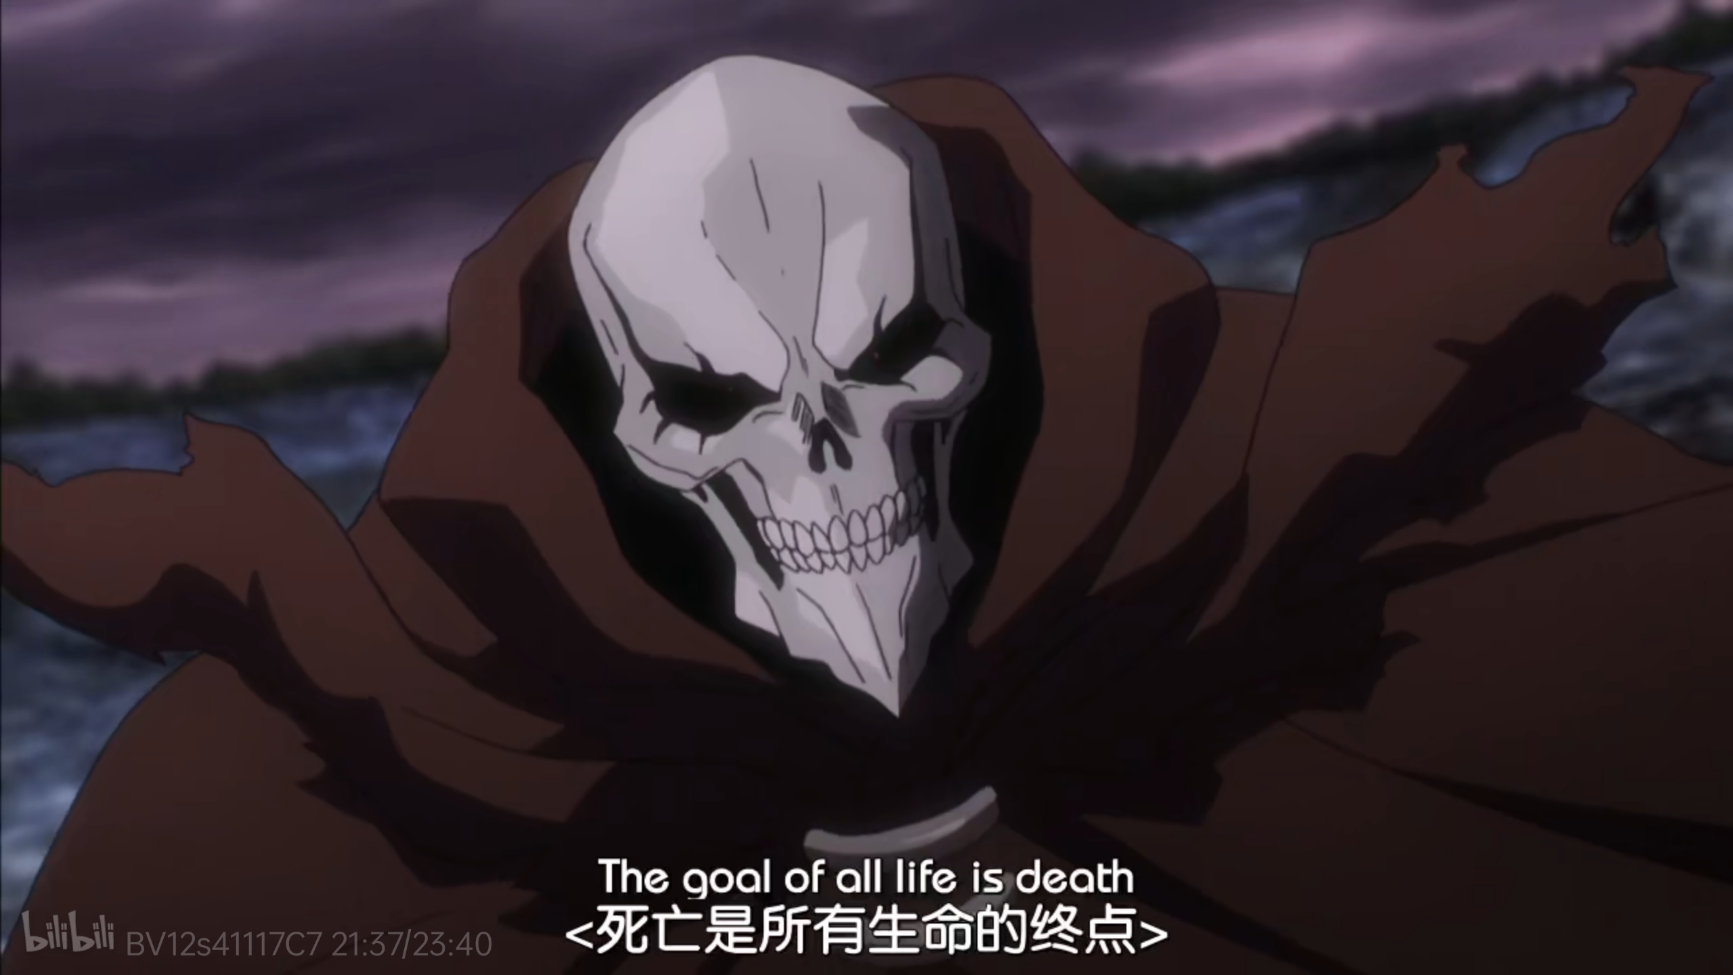 The goal of all life is death
<死亡是所有生命的终点>
bilibili BV12s41117C7 21:37/23:40